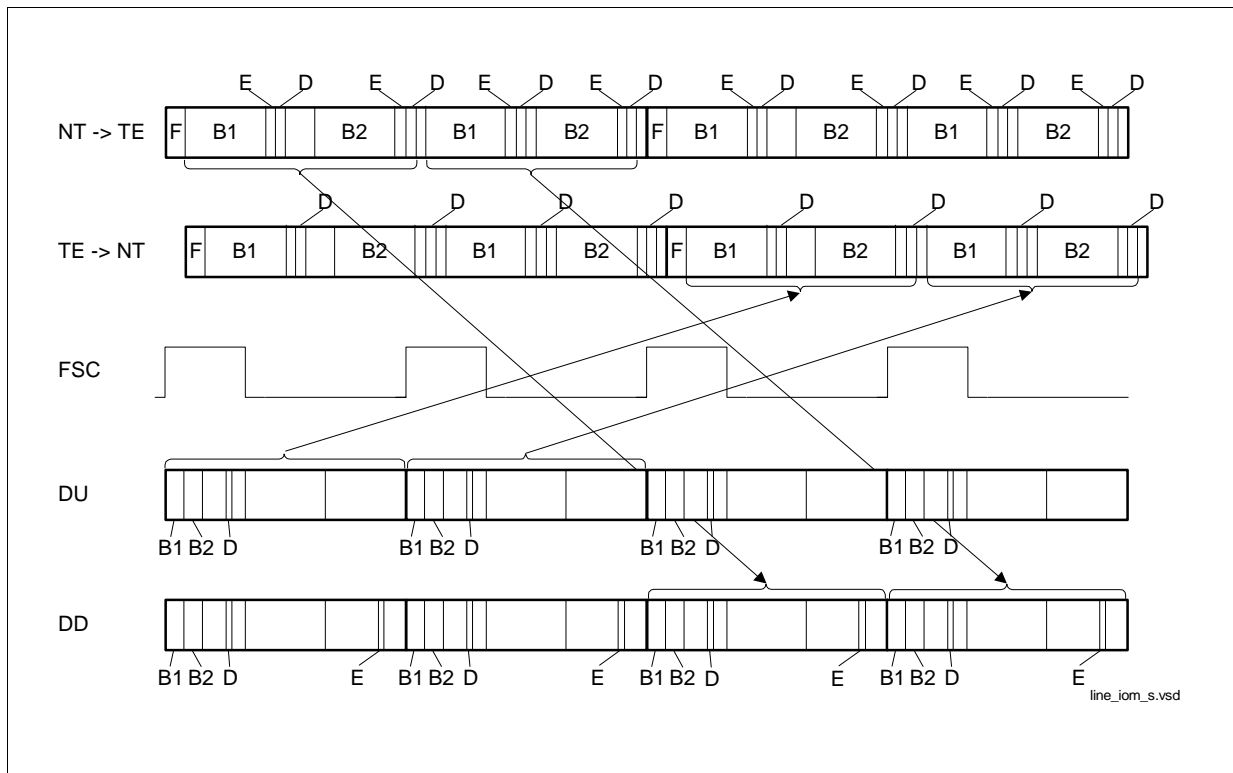 E D E D E D E D E D E D E D E D
NT -> TE F B1 B2 B1 B2 F B1 B2 B1 B2
D D D D D D D D
TE -> NT F B1 B2 B1 B2 F B1 B2 B1 B2
FSC
DU
B1 B2 D B1 B2 D B1 B2 D B1 B2 D
DD
B1 B2 D E B1 B2 D E B1 B2 D E B1 B2 D E
line_iom_s.vsd